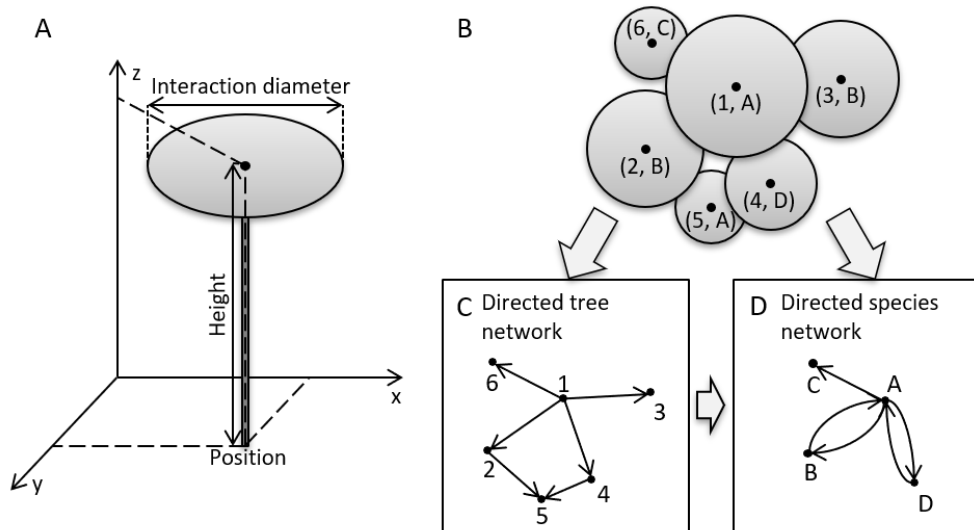 A
z
Interaction diameter
Height
x
Position
y
B
(6, C)
(1, A)
(3, B)
(2, B)
(4, D)
(5, A)
C Directed tree
network
6
1
3
2
4
5
D Directed species
network
C
A
B
D